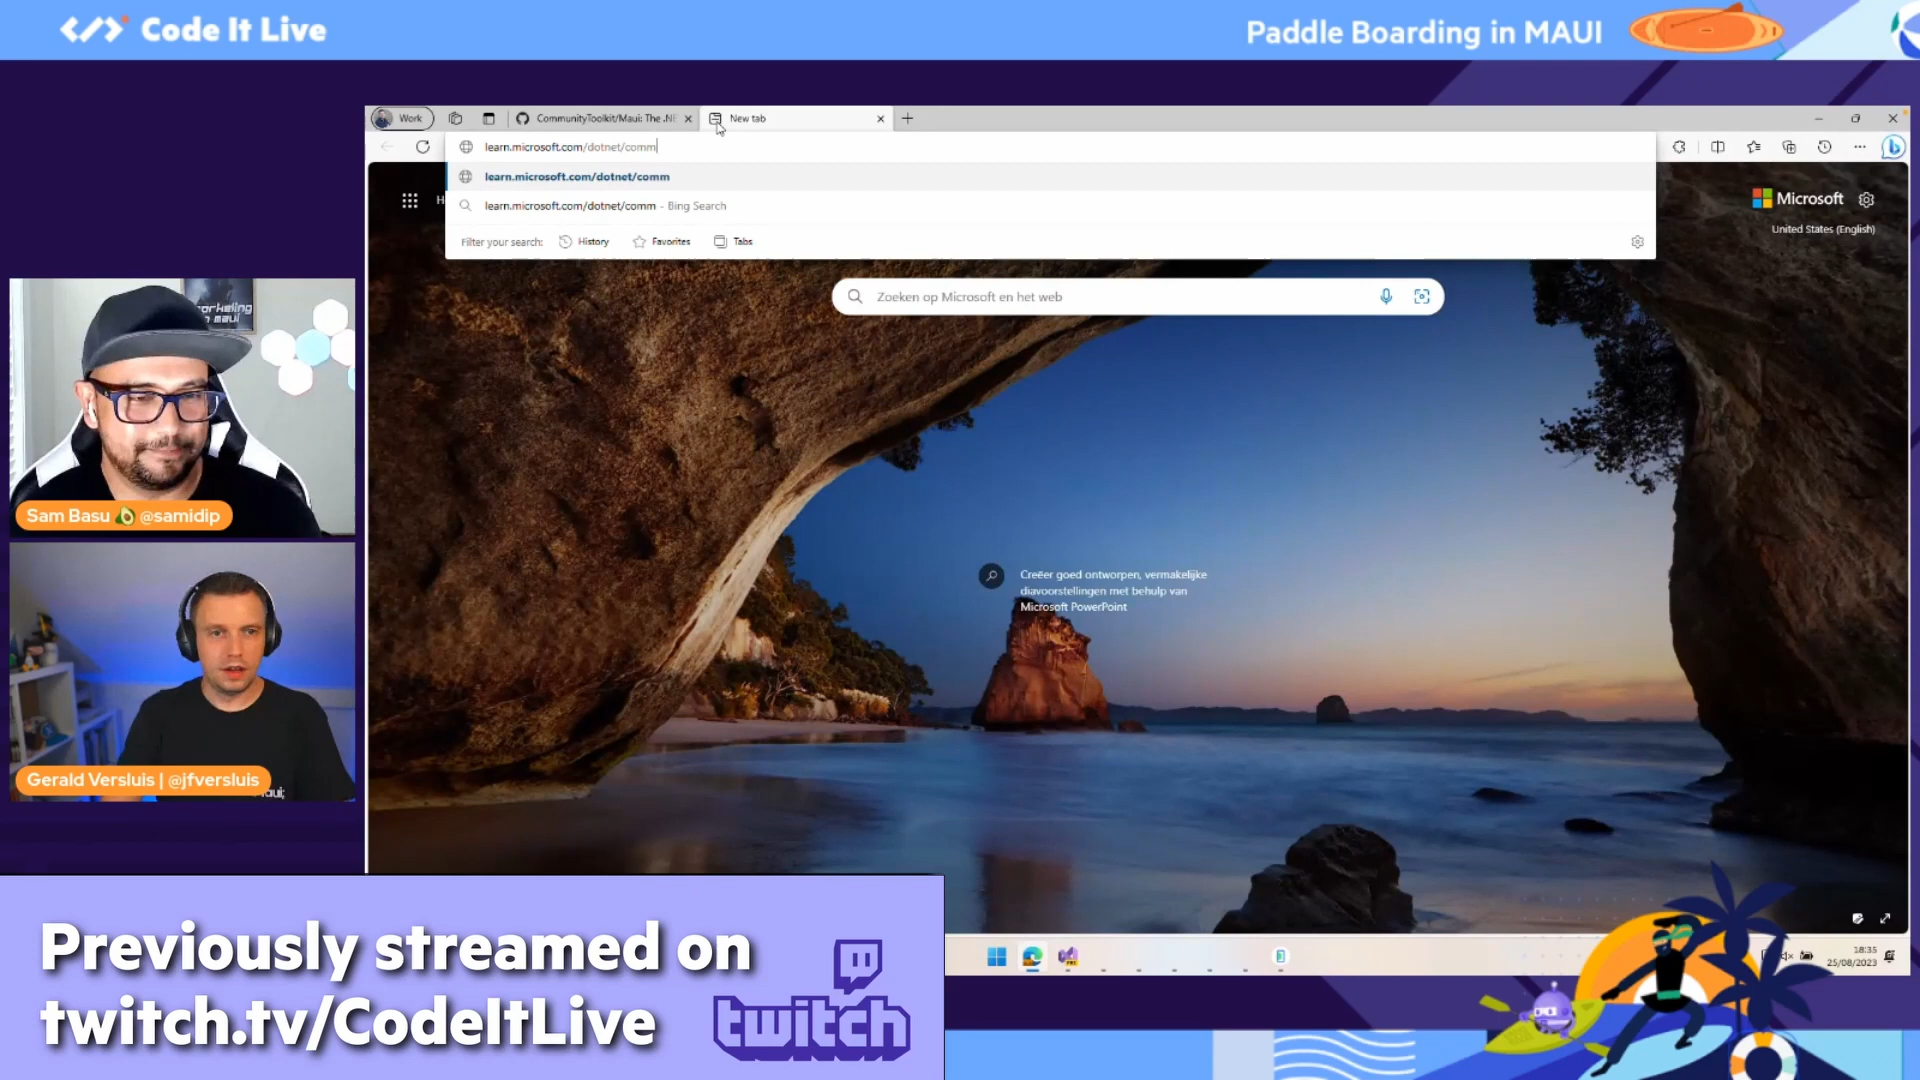 Code It Live
Paddle Boarding in MAUI
Work
CommunityToolkit/Maui: The .NE
New tab
learn.microsoft.com/dotnet/comm
learn.microsoft.com/dotnet/comm
learn.microsoft.com/dotnet/comm - Bing Search
Filter your search:
History
Favorites
Tabs
Microsoft
United States (English)
Zoeken op Microsoft en het web
Creëer goed ontworpen, vermakelijke
diavoorstellingen met behulp van
Microsoft PowerPoint
n maui
Sam Basu 🥑 @samidip
Gerald Versluis | @jfversluis
aui;
18:35
25/08/2023
Previously streamed on
twitch.tv/CodeItLive
twitch